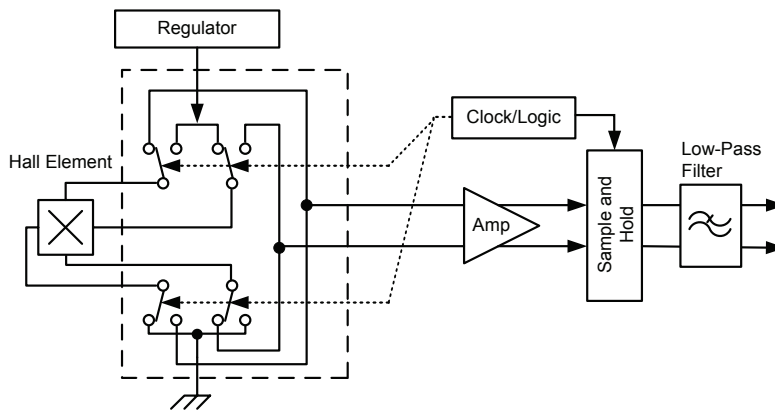 Regulator
Clock/Logic
Hall Element
Low-Pass
Filter
Amp
Sample and
Hold